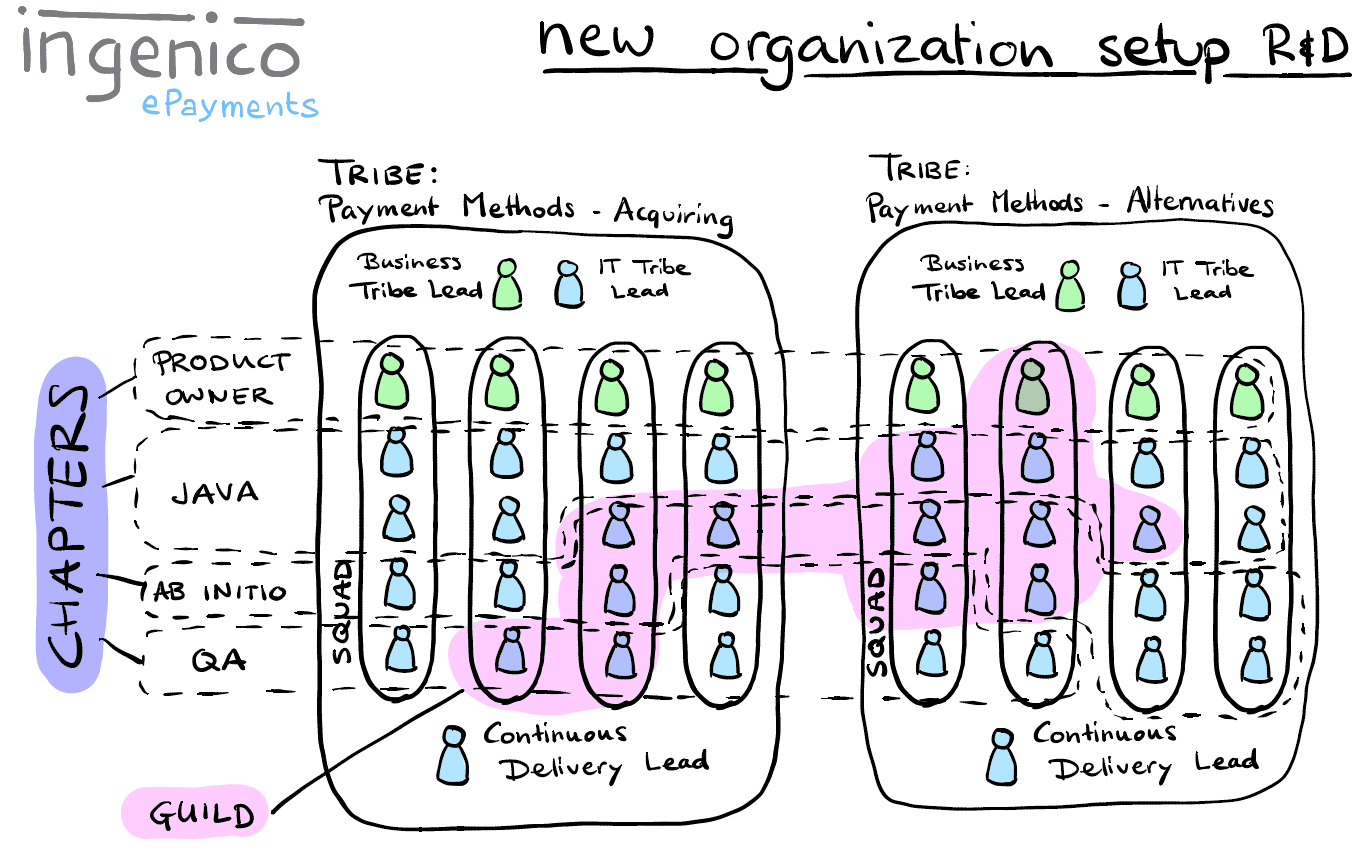 ingenico
ePayments
new organization setup R&D
TRIBE:
Payment Methods - Acquiring
Business
Tribe Lead
IT Tribe
Lead
TRIBE:
Payment Methods - Alternatives
Business
Tribe Lead
IT Tribe
Lead
CHAPTERS
PRODUCT
OWNER
JAVA
AB INITIO
QA
SQUAD
SQUAD
Continuous
Delivery Lead
Continuous
Delivery Lead
GUILD